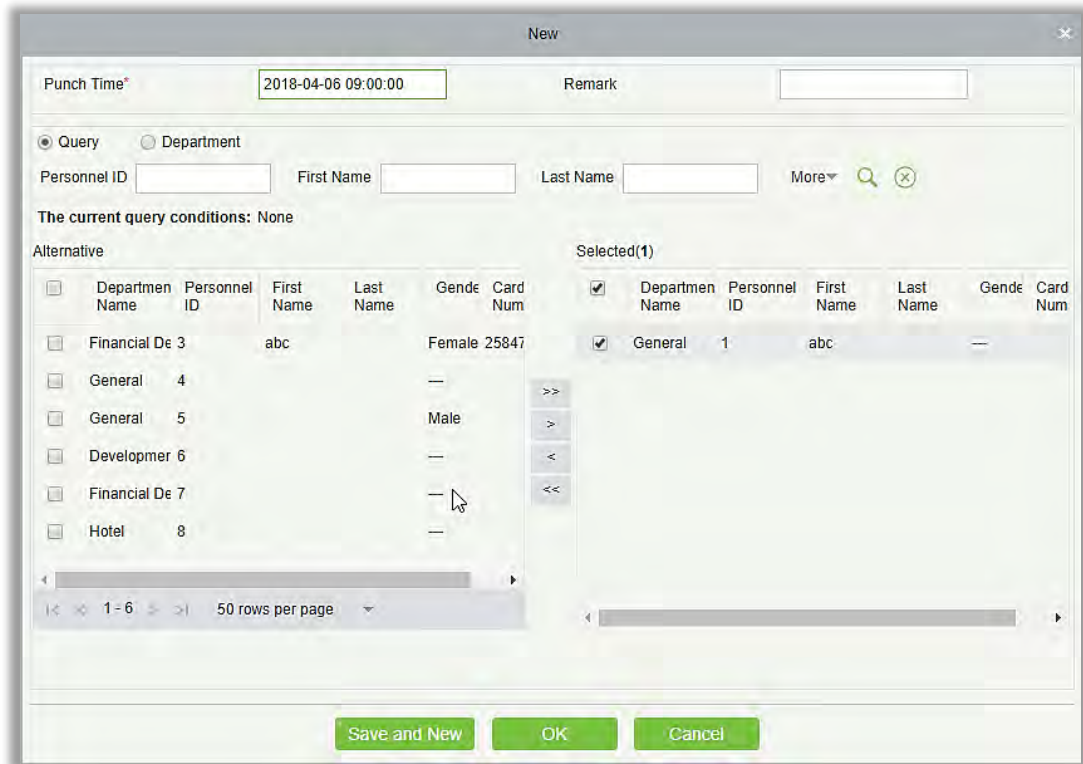 New
Punch Time* 2018-04-06 09:00:00 Remark
Query Department
Personnel ID First Name Last Name More
The current query conditions: None
Alternative Selected(1)
Departmen Personnel First Last Gende Card Departmen Personnel First Last Gende Card
Name ID Name Name Num Name ID Name Name Num
Financial De 3 abc Female 25847 General 1 abc —
General 4 —
>>
General 5 Male >
Developmer 6 — <
Financial De 7 — <<
Hotel 8 —
1 - 6 50 rows per page
Save and New OK Cancel